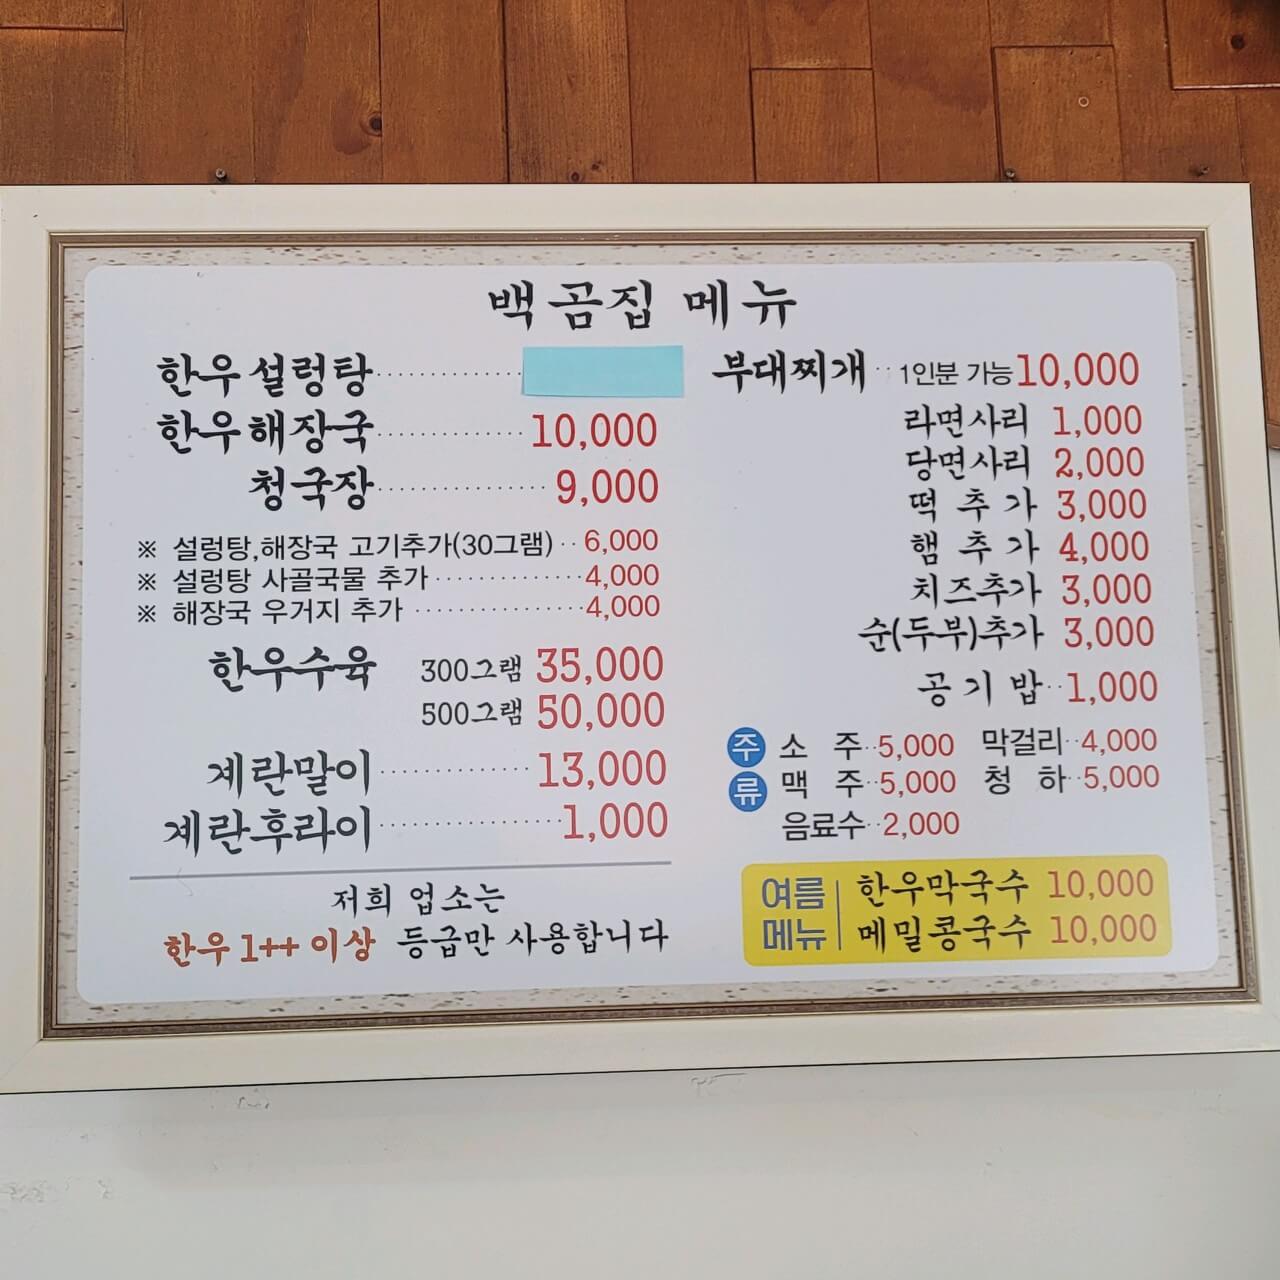 백곰집 메뉴
한우설렁탕
한우해장국 10,000
청국장 9,000
※ 설렁탕,해장국 고기추가(30그램) 6,000
※ 설렁탕 사골국물 추가 4,000
※ 해장국 우거지 추가 4,000
한우수육 300그램 35,000
500그램 50,000
계란말이 13,000
계란후라이 1,000
저희 업소는
한우 1++ 이상 등급만 사용합니다
부대찌개 1인분 가능 10,000
라면사리 1,000
당면사리 2,000
떡 추가 3,000
햄 추가 4,000
치즈추가 3,000
순(두부)추가 3,000
공기밥 1,000
주류
소주 5,000 막걸리 4,000
맥주 5,000 청하 5,000
음료수 2,000
여름 메뉴
한우막국수 10,000
메밀콩국수 10,000